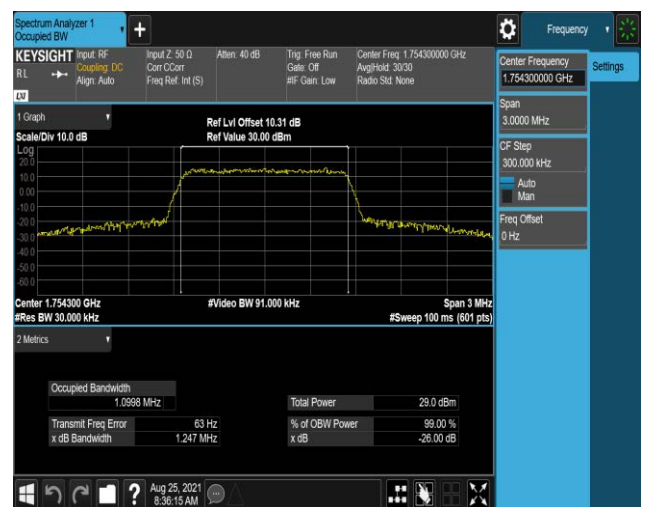 Spectrum Analyzer 1
Occupied BW
Frequency
KEYSIGHT
RL
LXI
Input: RF
Coupling: DC
Align: Auto
Input Z: 50 Ω
Corr CCorr
Freq Ref: Int (S)
Atten: 40 dB
Trig: Free Run
Gate: Off
#IF Gain: Low
Center Freq: 1.754300000 GHz
Avg|Hold: 30/30
Radio Std: None
Center Frequency
1.754300000 GHz
Settings
Span
3.0000 MHz
CF Step
300.000 kHz
Auto
Man
Freq Offset
0 Hz
1 Graph
Scale/Div 10.0 dB
Ref Lvl Offset 10.31 dB
Ref Value 30.00 dBm
Log
20.0
10.0
0.00
-10.0
-20.0
-30.0
-40.0
-50.0
-60.0
Center 1.754300 GHz
#Video BW 91.000 kHz
Span 3 MHz
#Res BW 30.000 kHz
#Sweep 100 ms (601 pts)
2 Metrics
Occupied Bandwidth
1.0998 MHz
Total Power 29.0 dBm
Transmit Freq Error 63 Hz
% of OBW Power 99.00 %
x dB Bandwidth 1.247 MHz
x dB -26.00 dB
?
Aug 25, 2021
8:36:15 AM